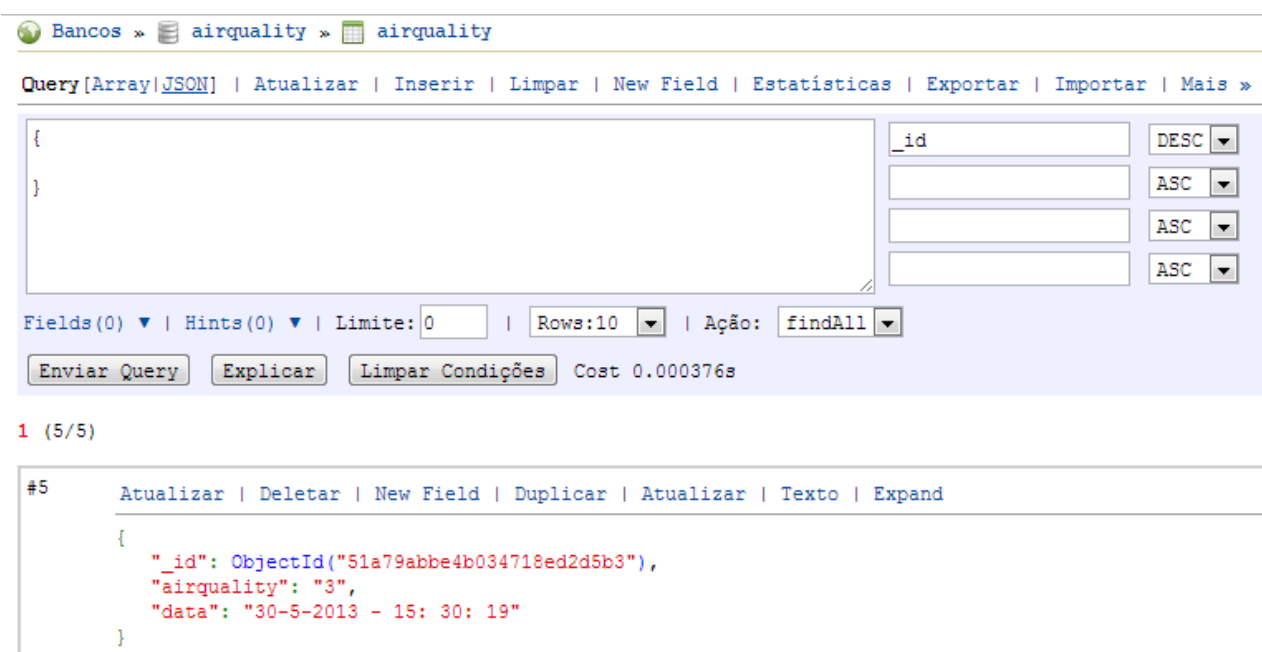 Bancos » airquality » airquality
Query[Array|JSON] | Atualizar | Inserir | Limpar | New Field | Estatísticas | Exportar | Importar | Mais »
{
_id DESC
}
ASC
ASC
ASC
Fields(0) ▼ | Hints(0) ▼ | Limite: 0 | Rows:10 | Ação: findAll
Enviar Query Explicar Limpar Condições Cost 0.000376s
1 (5/5)
#5 Atualizar | Deletar | New Field | Duplicar | Atualizar | Texto | Expand
{
"_id": ObjectId("51a79abbe4b034718ed2d5b3"),
"airquality": "3",
"data": "30-5-2013 - 15: 30: 19"
}